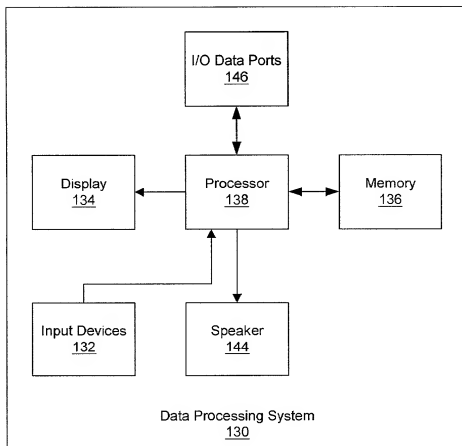 I/O Data Ports
146
Display
134
Processor
138
Memory
136
Input Devices
132
Speaker
144
Data Processing System
130